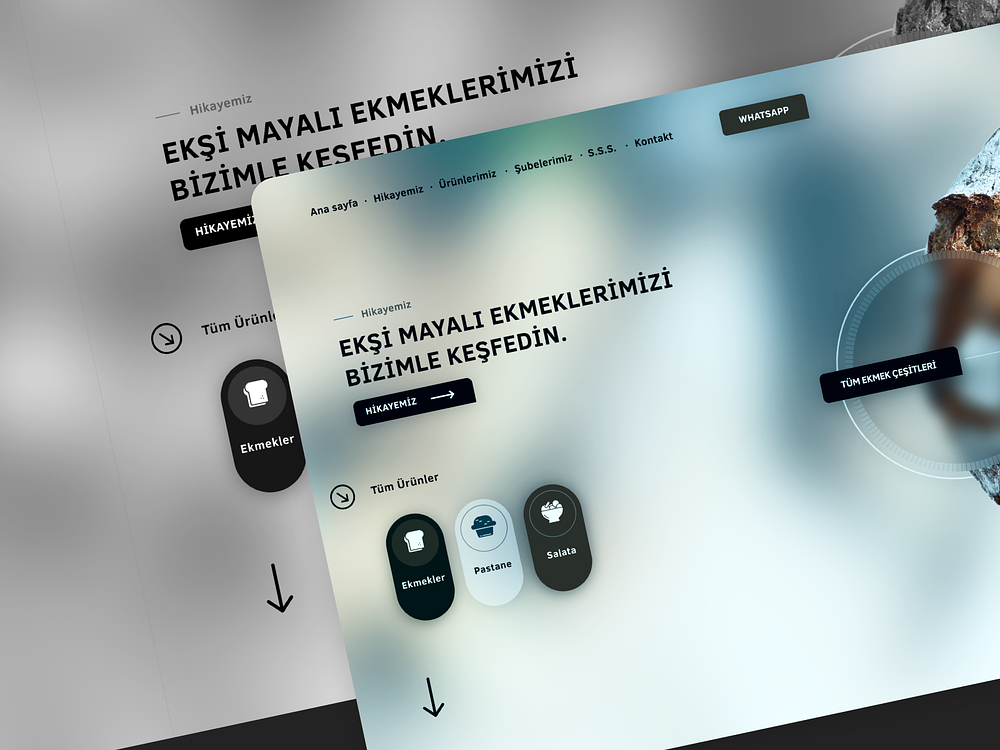 Hikayemiz
EKŞİ MAYALI EKMEKLERİMİZİ
BİZİMLE KEŞFEDİN.
HİKAYEMİZ
Tüm Ürünl
Ekmekler
Ana sayfa · Hikayemiz · Ürünlerimiz · Şubelerimiz · S.S.S. · Kontakt
WHATSAPP
Hikayemiz
EKŞİ MAYALI EKMEKLERİMİZİ
BİZİMLE KEŞFEDİN.
HİKAYEMİZ
TÜM EKMEK ÇEŞİTLERİ
Tüm Ürünler
Ekmekler
Pastane
Salata